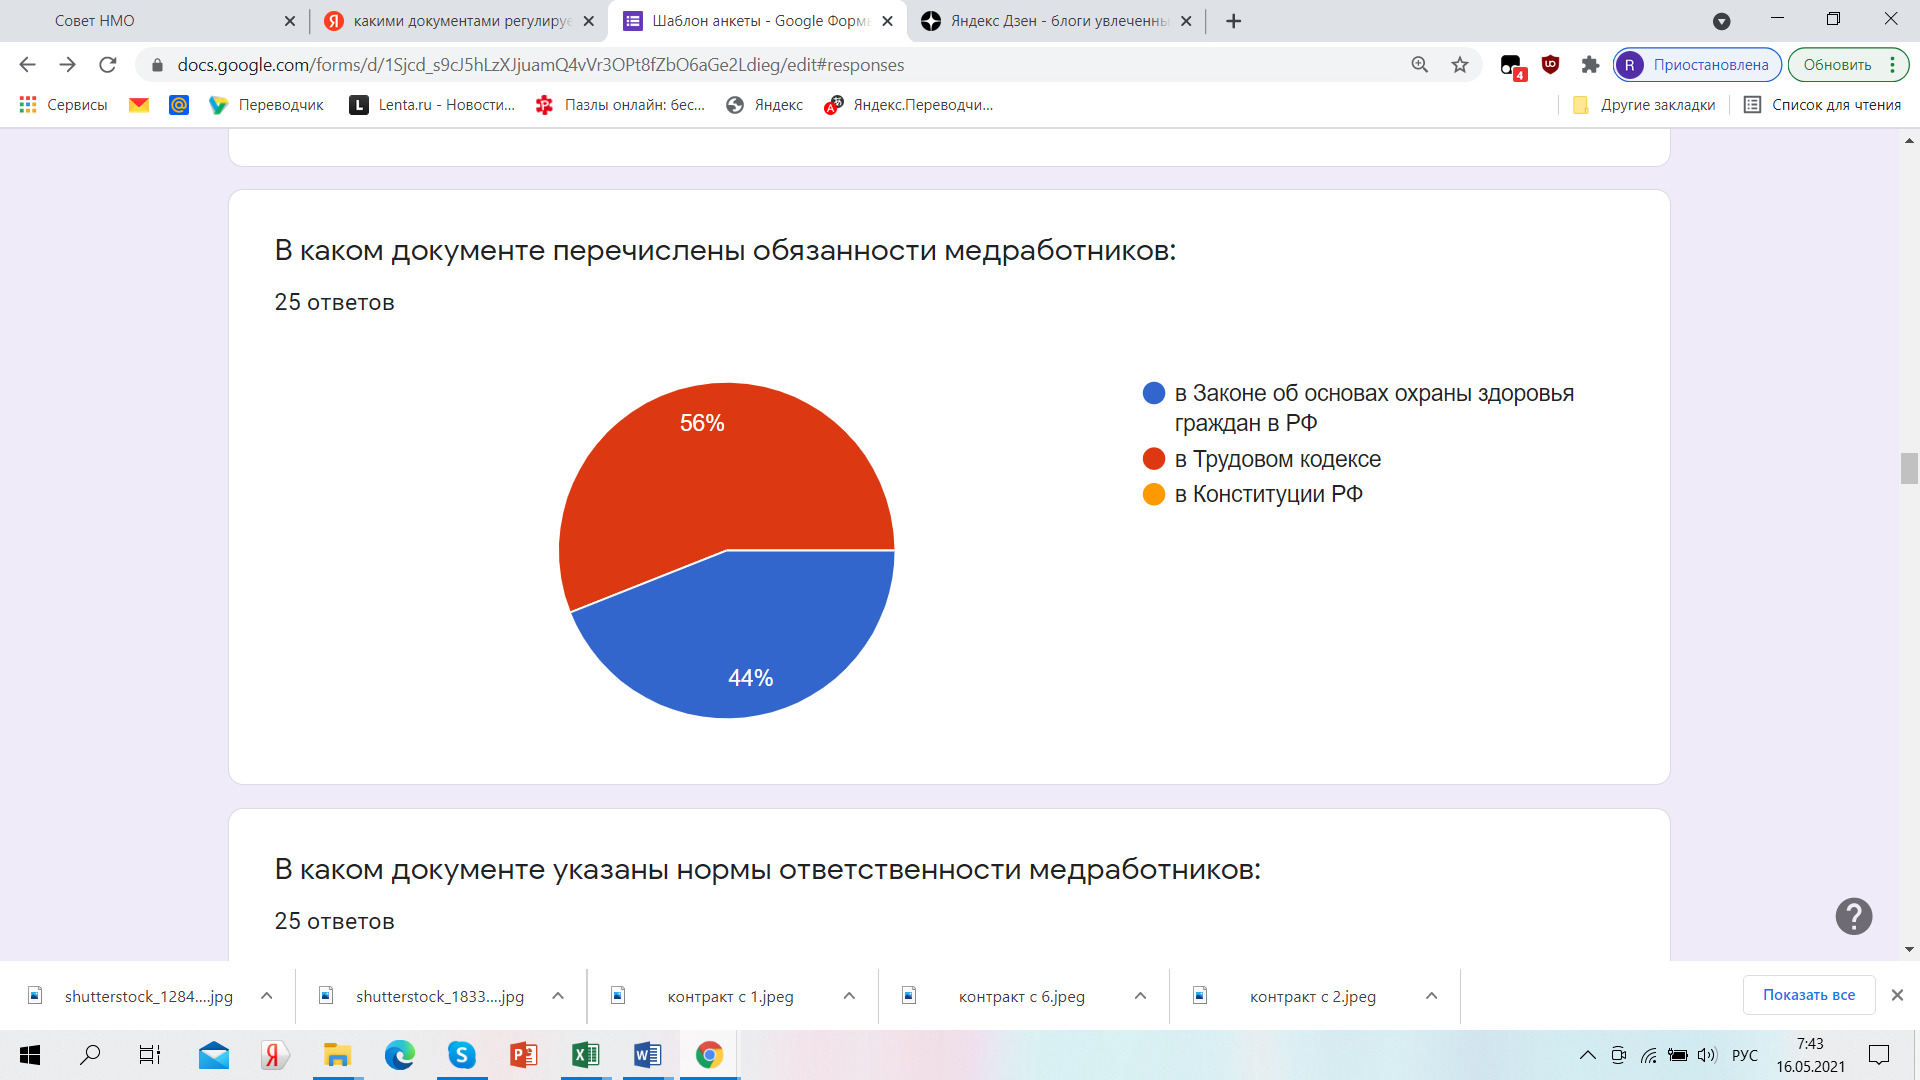 Совет НМО
какими документами регулируе
Шаблон анкеты - Google Форм
Яндекс Дзен - блоги увлеченны
docs.google.com/forms/d/1Sjcd_s9cJ5hLzXJjuamQ4vVr3OPt8fZbO6aGe2Ldieg/edit#responses
4
R Приостановлена
Обновить
Сервисы
Переводчик
L Lenta.ru - Новости...
Пазлы онлайн: бес...
Яндекс
Яндекс.Переводчи...
Другие закладки
Список для чтения
В каком документе перечислены обязанности медработников:
25 ответов
56%
44%
в Законе об основах охраны здоровья
граждан в РФ
в Трудовом кодексе
в Конституции РФ
В каком документе указаны нормы ответственности медработников:
25 ответов
shutterstock_1284....jpg
shutterstock_1833....jpg
контракт с 1.jpeg
контракт с 6.jpeg
контракт с 2.jpeg
Показать все
РУС
7:43
16.05.2021